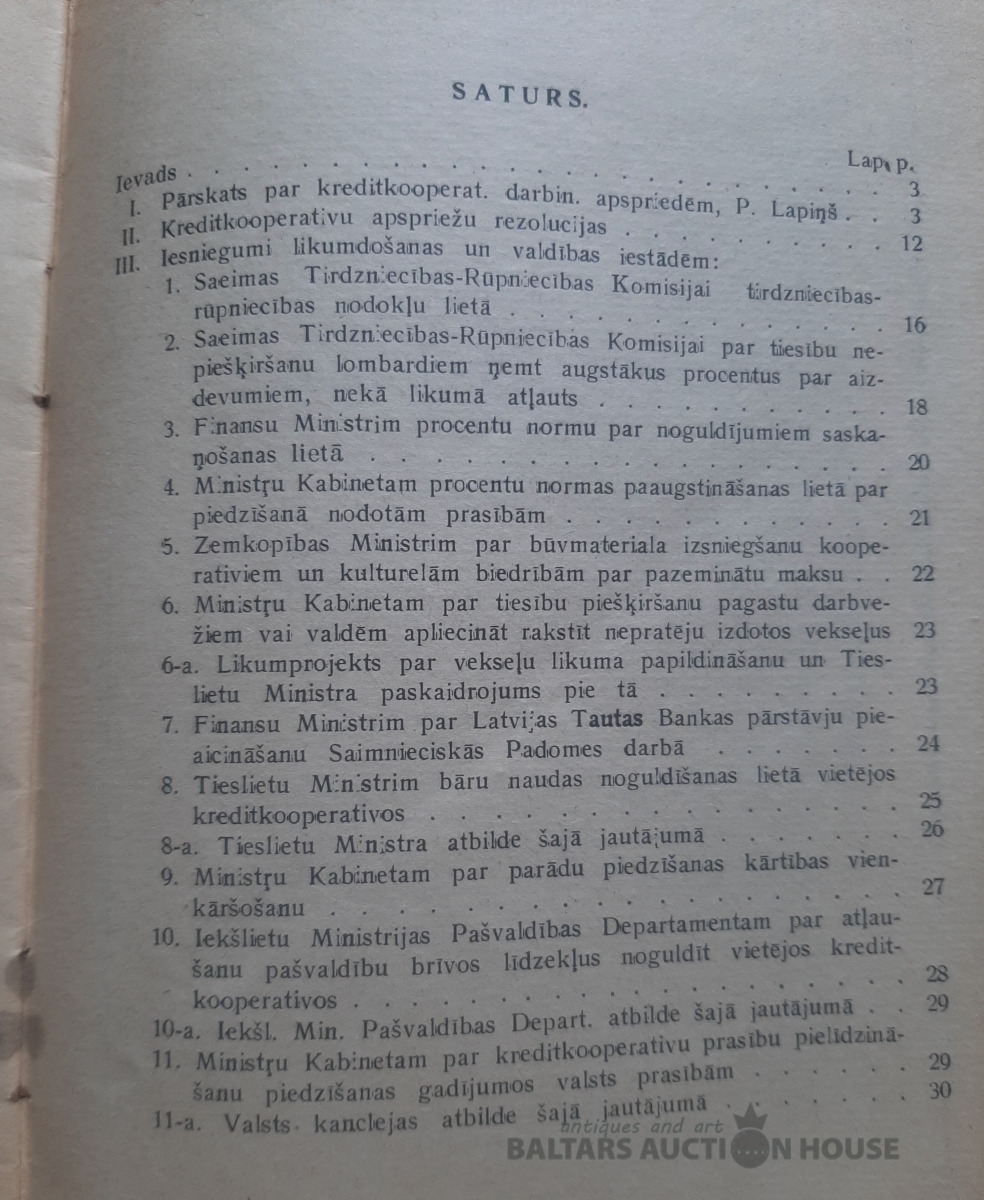 SATURS.
Lap. p.
Ievads . . . . . . . . . . . . . . . . . . . . 3
I. Pārskats par kreditkooperat. darbin. apspriedēm, P. Lapiņš . . 3
II. Kreditkooperativu apspriežu rezolucijas . . . . . . . . . 12
III. Iesniegumi likumdošanas un valdības iestādēm:
1. Saeimas Tirdzniecības-Rūpniecības Komisijai tirdzniecības-
rūpniecības nodokļu lietā . . . . . . . . . . . . . 16
2. Saeimas Tirdzniecības-Rūpniecības Komisijai par tiesību ne-
piešķiršanu lombardiem ņemt augstākus procentus par aiz-
devumiem, nekā likumā atļauts . . . . . . . . . . . 18
3. Finansu Ministrim procentu normu par noguldījumiem saska-
ņošanas lietā . . . . . . . . . . . . . . . . . . . 20
4. Ministŗu Kabinetam procentu normas paaugstināšanas lietā par
piedzīšanā nodotām prasībām . . . . . . . . . . . . 21
5. Zemkopības Ministrim par būvmateriala izsniegšanu koope-
rativiem un kulturelām biedrībām par pazeminātu maksu . . 22
6. Ministŗu Kabinetam par tiesību piešķiršanu pagastu darbve-
žiem vai valdēm apliecināt rakstīt nepratēju izdotos vekseļus 23
6-a. Likumprojekts par vekseļu likuma papildināšanu un Ties-
lietu Ministra paskaidrojums pie tā . . . . . . . . . 23
7. Finansu Ministrim par Latvijas Tautas Bankas pārstāvju pie-
aicināšanu Saimnieciskās Padomes darbā . . . . . . . 24
8. Tieslietu Ministrim bāru naudas noguldīšanas lietā vietējos
kreditkooperativos . . . . . . . . . . . . . . . . . 25
8-a. Tieslietu Ministra atbilde šajā jautājumā . . . . . . . 26
9. Ministŗu Kabinetam par parādu piedzīšanas kārtības vien-
kāršošanu . . . . . . . . . . . . . . . . . . . . . 27
10. Iekšlietu Ministrijas Pašvaldības Departamentam par atļau-
šanu pašvaldību brīvos līdzekļus noguldīt vietējos kredit-
kooperativos . . . . . . . . . . . . . . . . . . . . 28
10-a. Iekšl. Min. Pašvaldības Depart. atbilde šajā jautājumā . . 29
11. Ministŗu Kabinetam par kreditkooperativu prasību pielīdzinā-
šanu piedzīšanas gadījumos valsts prasībām . . . . . . 29
11-a. Valsts kanclejas atbilde šajā jautājumā . . . . . . . 30
antiques and art
BALTARS AUCTION HOUSE